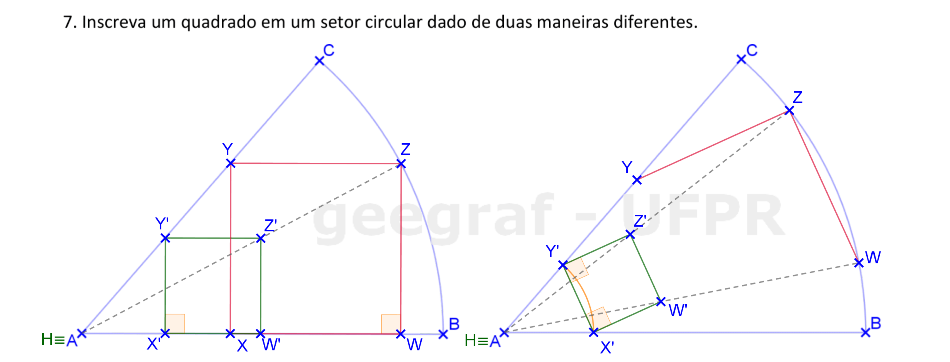 7. Inscreva um quadrado em um setor circular dado de duas maneiras diferentes.
C
Y
Z
Y'
Z'
H≡A
X'
X
W'
W
B
C
Z
Y
Z'
Y'
W
W'
H≡A
X'
B
geegraf - UFPR